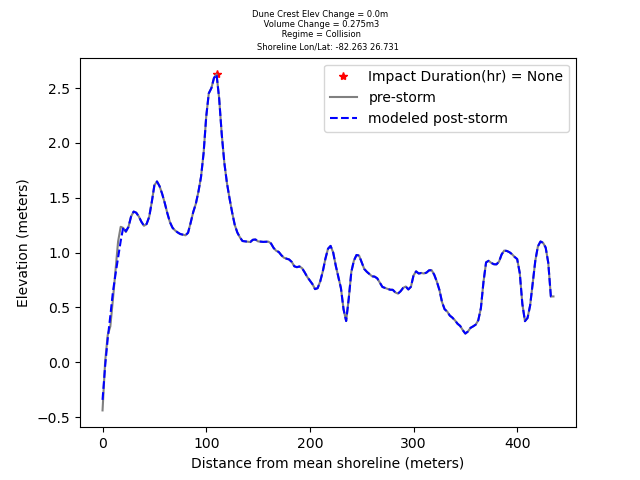 Dune Crest Elev Change = 0.0m
Volume Change = 0.275m3
Regime = Collision
Shoreline Lon/Lat: -82.263 26.731
Impact Duration(hr) = None
pre-storm
modeled post-storm
2.5
2.0
1.5
1.0
0.5
0.0
−0.5
Elevation (meters)
0 100 200 300 400
Distance from mean shoreline (meters)